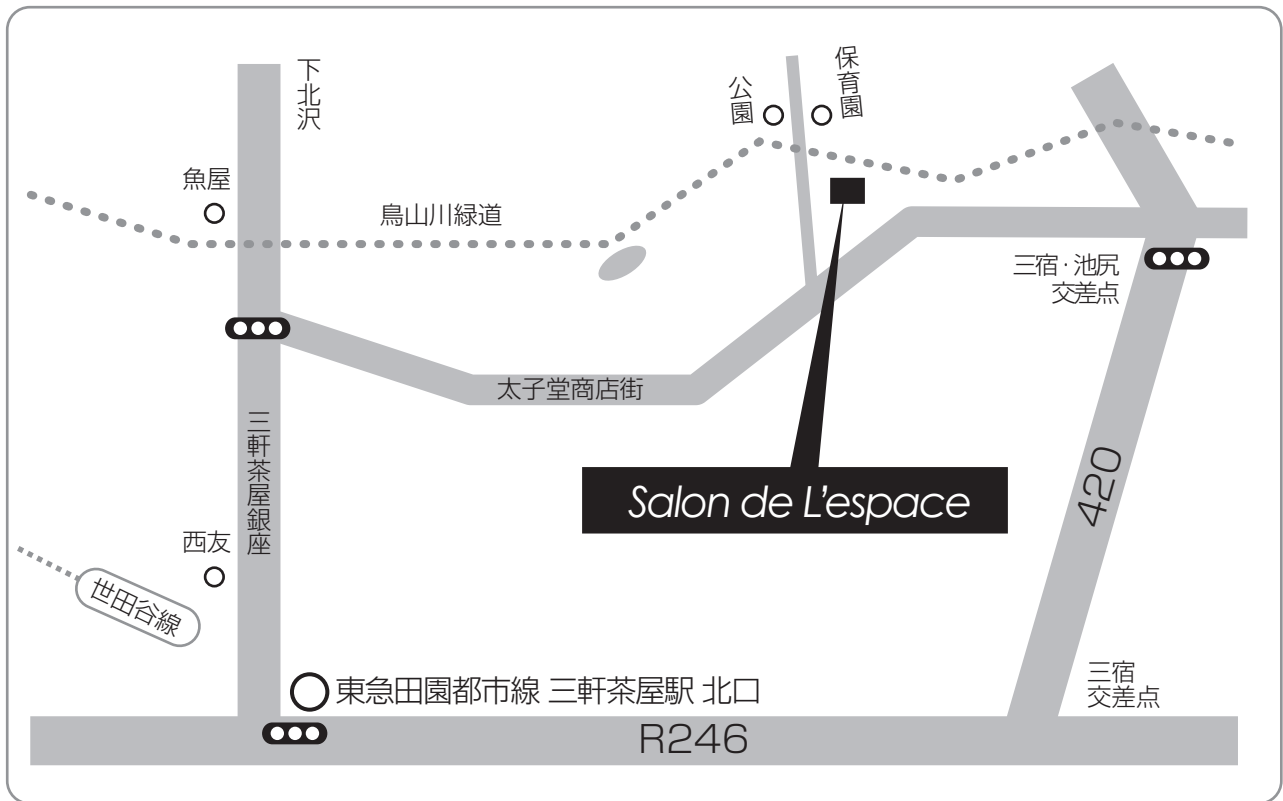 下北沢
公園
保育園
魚屋
烏山川緑道
三宿・池尻
交差点
太子堂商店街
三軒茶屋銀座
Salon de L'espace
420
西友
世田谷線
東急田園都市線 三軒茶屋駅 北口
三宿
交差点
R246